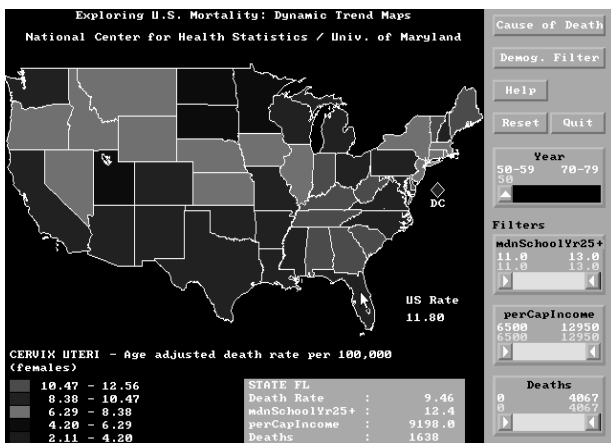 Exploring U.S. Mortality: Dynamic Trend Maps
National Center for Health Statistics / Univ. of Maryland
DC
US Rate
11.80
CERVIX UTERI - Age adjusted death rate per 100,000
(females)
10.47 - 12.56
8.38 - 10.47
6.29 - 8.38
4.20 - 6.29
2.11 - 4.20
STATE FL
Death Rate : 9.46
mdnSchoolYr25+ : 12.4
perCapIncome : 9198.0
Deaths : 1638
Cause of Death
Demog. Filter
Help
Reset Quit
Year
50-59 70-79
50
Filters
mdnSchoolYr25+
11.0 13.0
11.0 13.0
perCapIncome
6500 12950
6500 12950
Deaths
0 4067
0 4067